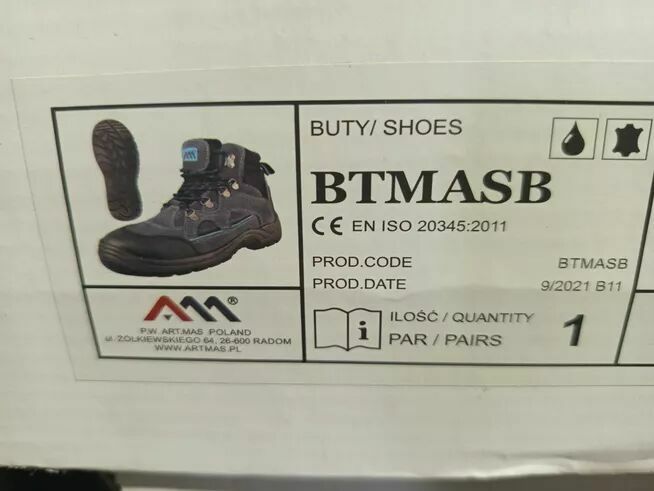 BUTY/ SHOES
BTMASB
CE EN ISO 20345:2011
PROD.CODE BTMASB
PROD.DATE 9/2021 B11
ILOŚĆ / QUANTITY
PAR / PAIRS 1
i
AM®
P.W. ART.MAS POLAND
ul. ŻÓŁKIEWSKIEGO 64, 26-600 RADOM
WWW.ARTMAS.PL